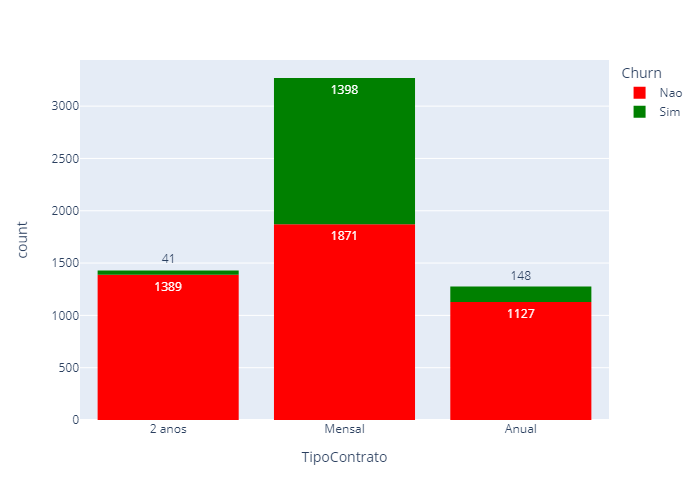 Churn
Nao
Sim
3000
2500
2000
1500
1000
500
0
count
41
1389
1398
1871
148
1127
2 anos
Mensal
Anual
TipoContrato